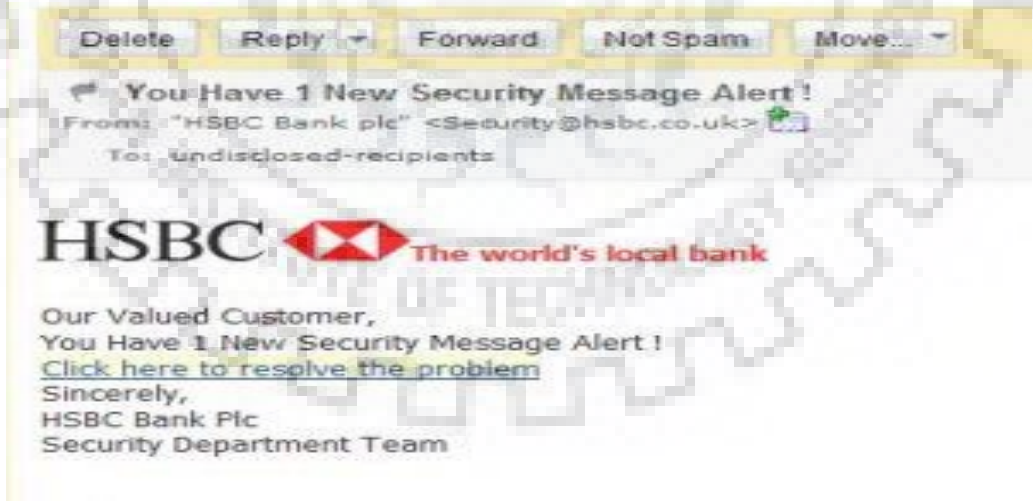 Delete Reply Forward Not Spam Move...
You Have 1 New Security Message Alert !
From: "HSBC Bank plc" <Security@hsbc.co.uk>
To: undisclosed-recipients
HSBC The world's local bank
OF TECHNOLOGY
Our Valued Customer,
You Have 1 New Security Message Alert !
Click here to resolve the problem
Sincerely,
HSBC Bank Plc
Security Department Team